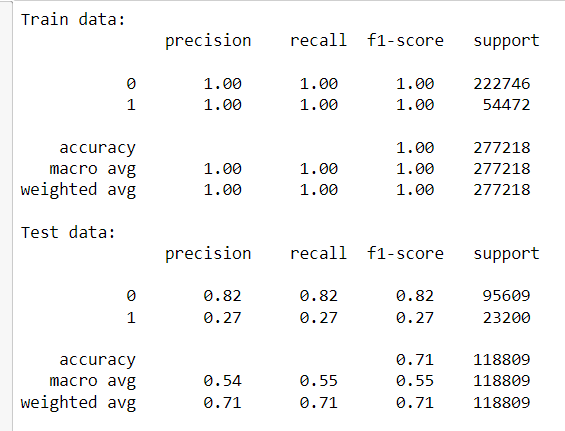 Train data:
precision recall f1-score support
0 1.00 1.00 1.00 222746
1 1.00 1.00 1.00 54472
accuracy 1.00 277218
macro avg 1.00 1.00 1.00 277218
weighted avg 1.00 1.00 1.00 277218
Test data:
precision recall f1-score support
0 0.82 0.82 0.82 95609
1 0.27 0.27 0.27 23200
accuracy 0.71 118809
macro avg 0.54 0.55 0.55 118809
weighted avg 0.71 0.71 0.71 118809